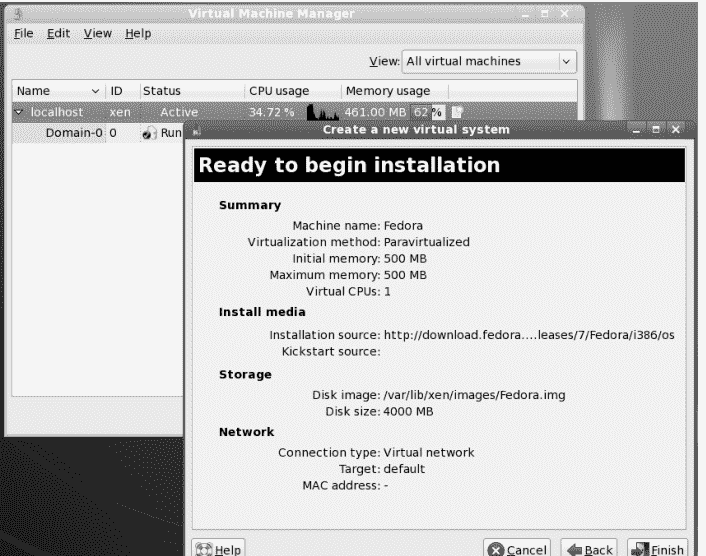 Virtual Machine Manager
File Edit View Help
View: All virtual machines
Name ID Status CPU usage Memory usage
localhost xen Active 34.72 % 461.00 MB 62 %
Domain-0 0 Run
Create a new virtual system
Ready to begin installation
Summary
Machine name: Fedora
Virtualization method: Paravirtualized
Initial memory: 500 MB
Maximum memory: 500 MB
Virtual CPUs: 1
Install media
Installation source: http://download.fedora....leases/7/Fedora/i386/os
Kickstart source:
Storage
Disk image: /var/lib/xen/images/Fedora.img
Disk size: 4000 MB
Network
Connection type: Virtual network
Target: default
MAC address: -
Help Cancel Back Finish